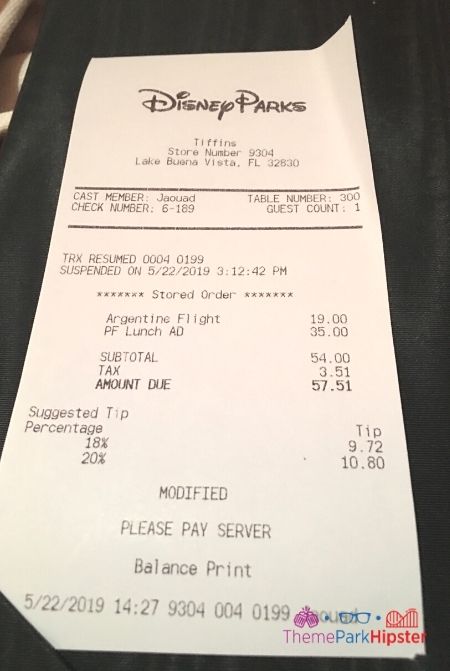 DISNEY PARKS
Tiffins
Store Number 9304
Lake Buena Vista, FL 32830
CAST MEMBER: Jaouad TABLE NUMBER: 300
CHECK NUMBER: 6-189 GUEST COUNT: 1
TRX RESUMED 0004 0199
SUSPENDED ON 5/22/2019 3:12:42 PM
******* Stored Order *******
Argentine Flight 19.00
PF Lunch AD 35.00
SUBTOTAL 54.00
TAX 3.51
AMOUNT DUE 57.51
Suggested Tip
Percentage Tip
18% 9.72
20% 10.80
MODIFIED
PLEASE PAY SERVER
Balance Print
5/22/2019 14:27 9304 004 0199
ThemeParkHipster